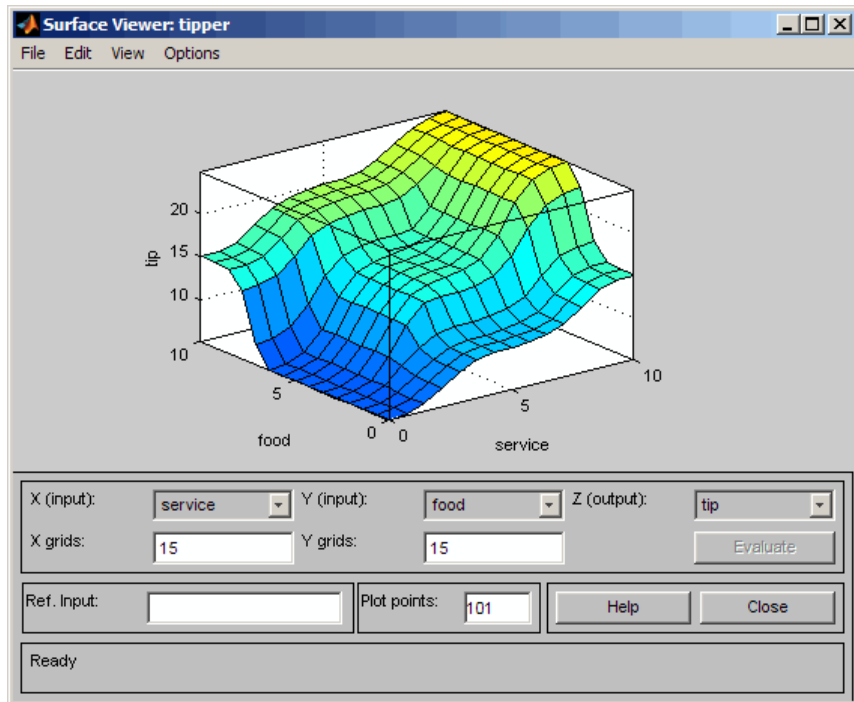 Surface Viewer: tipper
File Edit View Options
20
15
10
tip
10
5
0
food
0
5
10
service
X (input): service Y (input): food Z (output): tip
X grids: 15 Y grids: 15 Evaluate
Ref. Input: Plot points: 101 Help Close
Ready